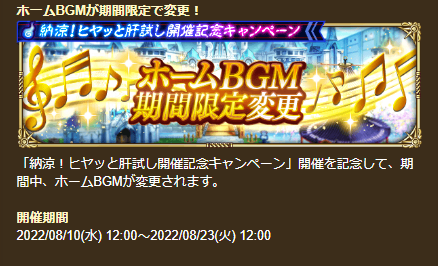 ホームBGMが期間限定で変更！
納涼！ヒヤッと肝試し開催記念キャンペーン
ホームBGM
期間限定変更
「納涼！ヒヤッと肝試し開催記念キャンペーン」開催を記念して、期
間中、ホームBGMが変更されます。
開催期間
2022/08/10(水) 12:00～2022/08/23(火) 12:00